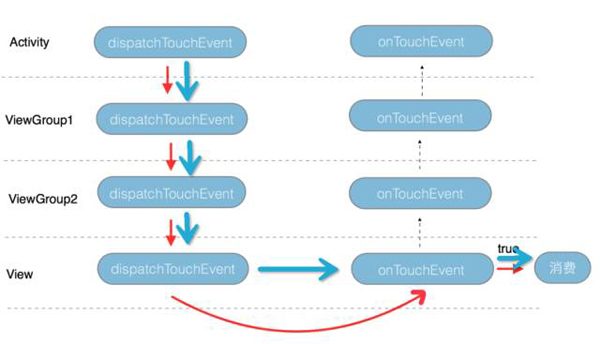 Activity
dispatchTouchEvent
onTouchEvent
ViewGroup1
dispatchTouchEvent
onTouchEvent
ViewGroup2
dispatchTouchEvent
onTouchEvent
View
dispatchTouchEvent
onTouchEvent
true
消费